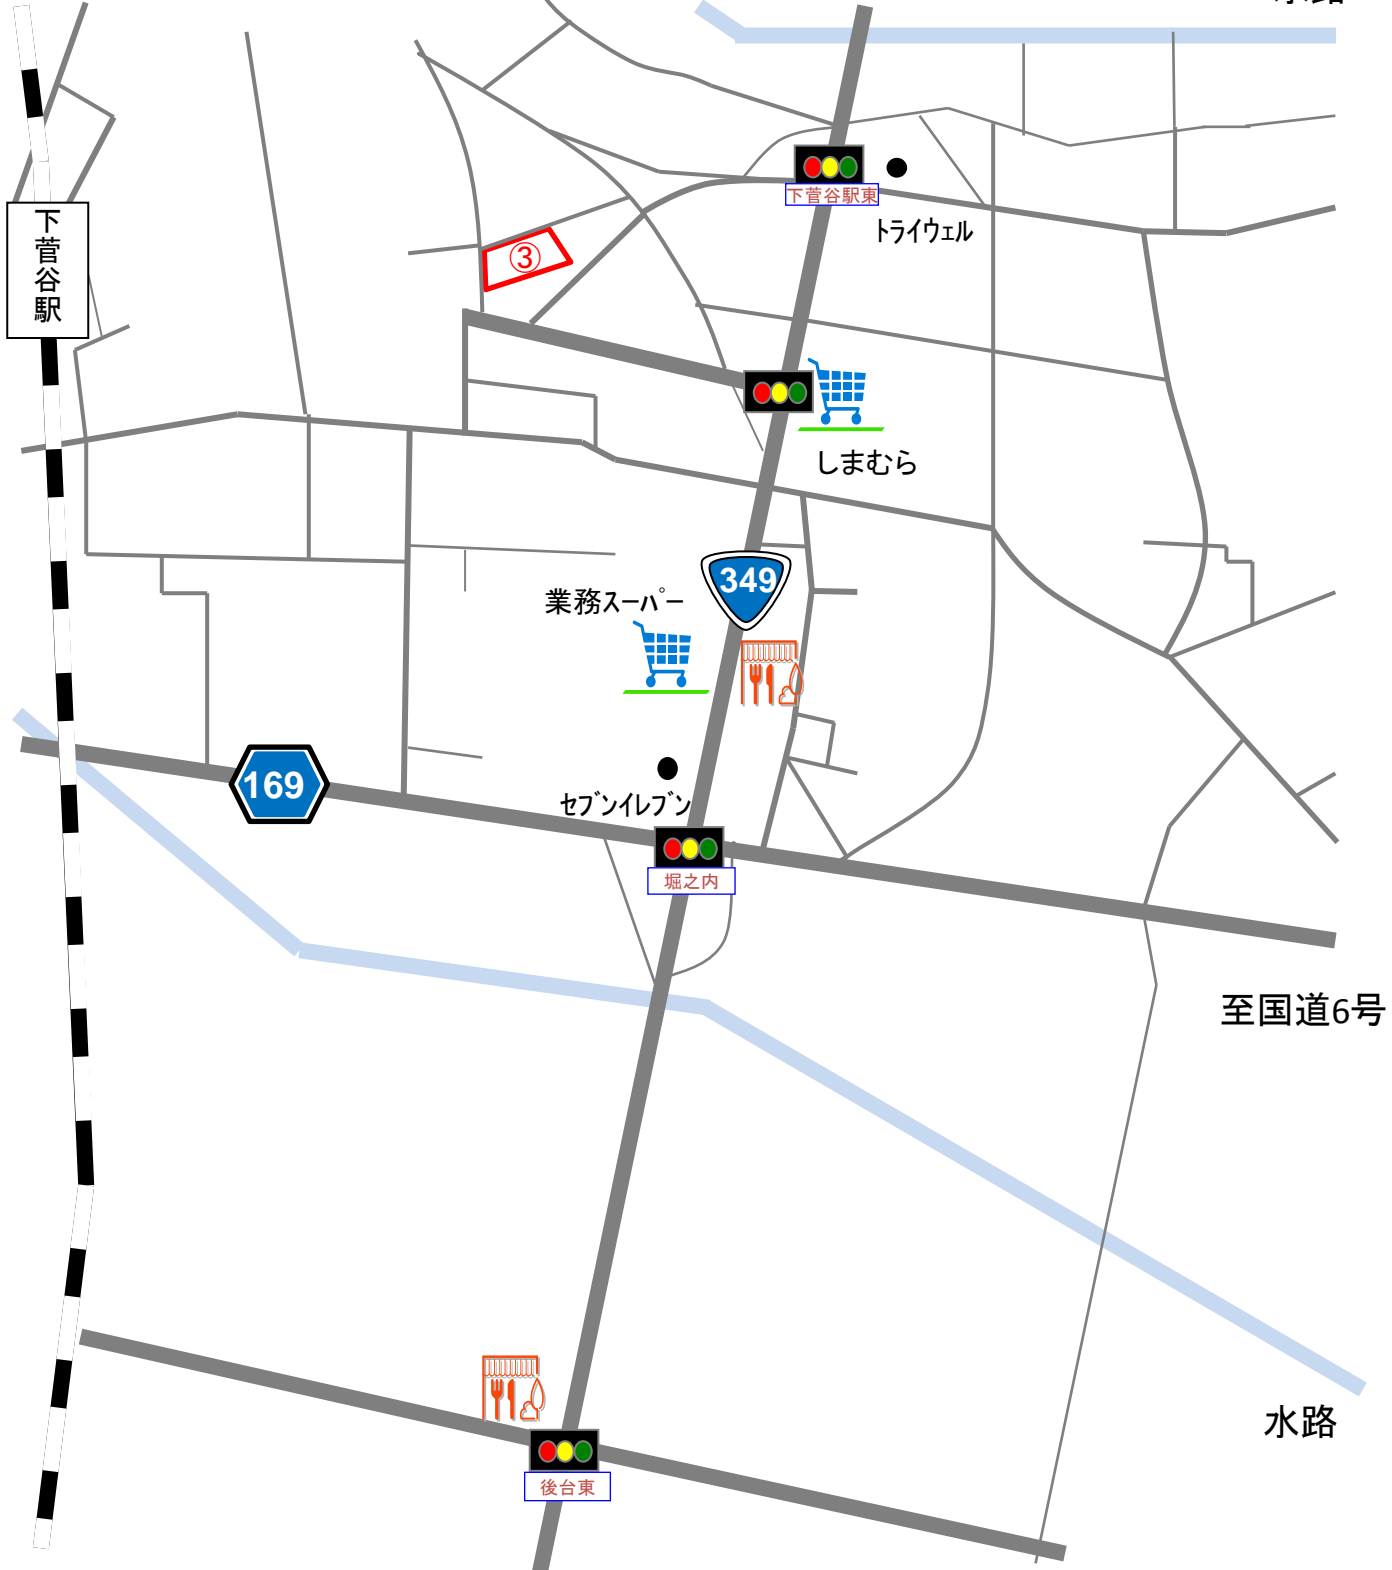 下菅谷駅東
トライウェル
下菅谷駅
③
しまむら
349
業務スーパー
169
セブンイレブン
堀之内
至国道6号
水路
後台東